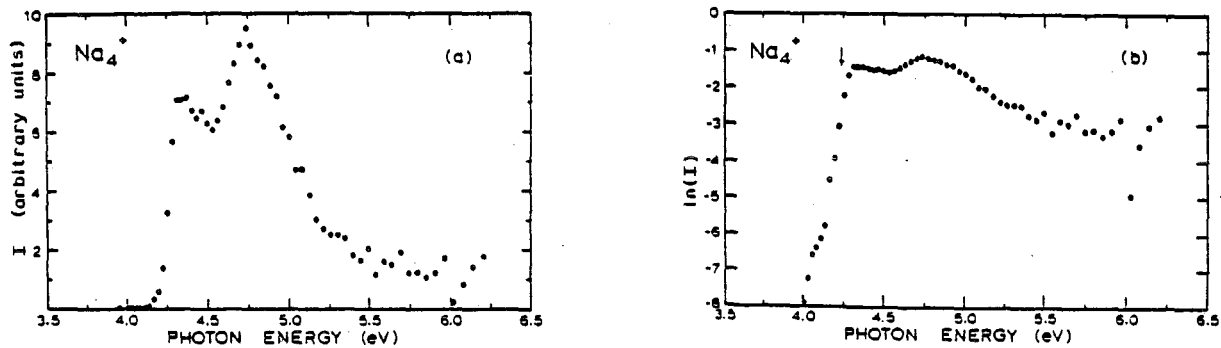 10
8
6
4
2
I (arbitrary units)
Na4+
(a)
3.5 4.0 4.5 5.0 5.5 6.0 6.5
PHOTON ENERGY (eV)
0
-1
-2
-3
-4
-5
-6
-7
-8
ln(I)
Na4+
(b)
3.5 4.0 4.5 5.0 5.5 6.0 6.5
PHOTON ENERGY (eV)